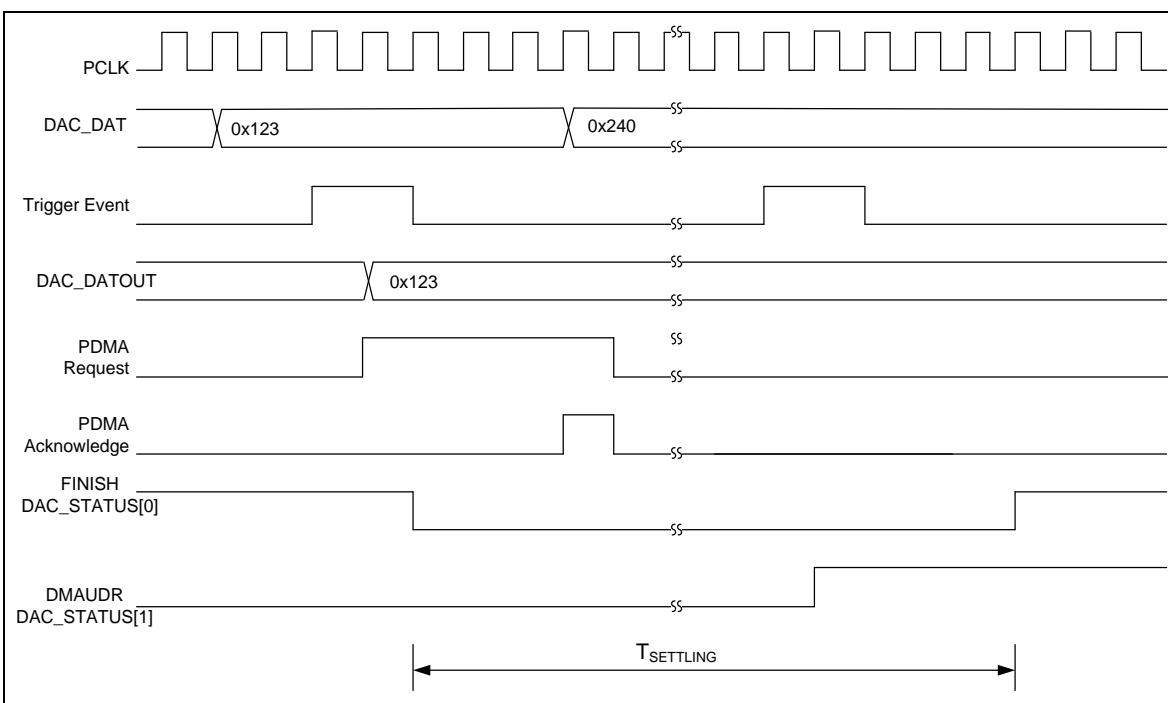 PCLK
DAC_DAT
0x123
0x240
Trigger Event
DAC_DATOUT
0x123
PDMA
Request
PDMA
Acknowledge
FINISH
DAC_STATUS[0]
DMAUDR
DAC_STATUS[1]
TSETTLING